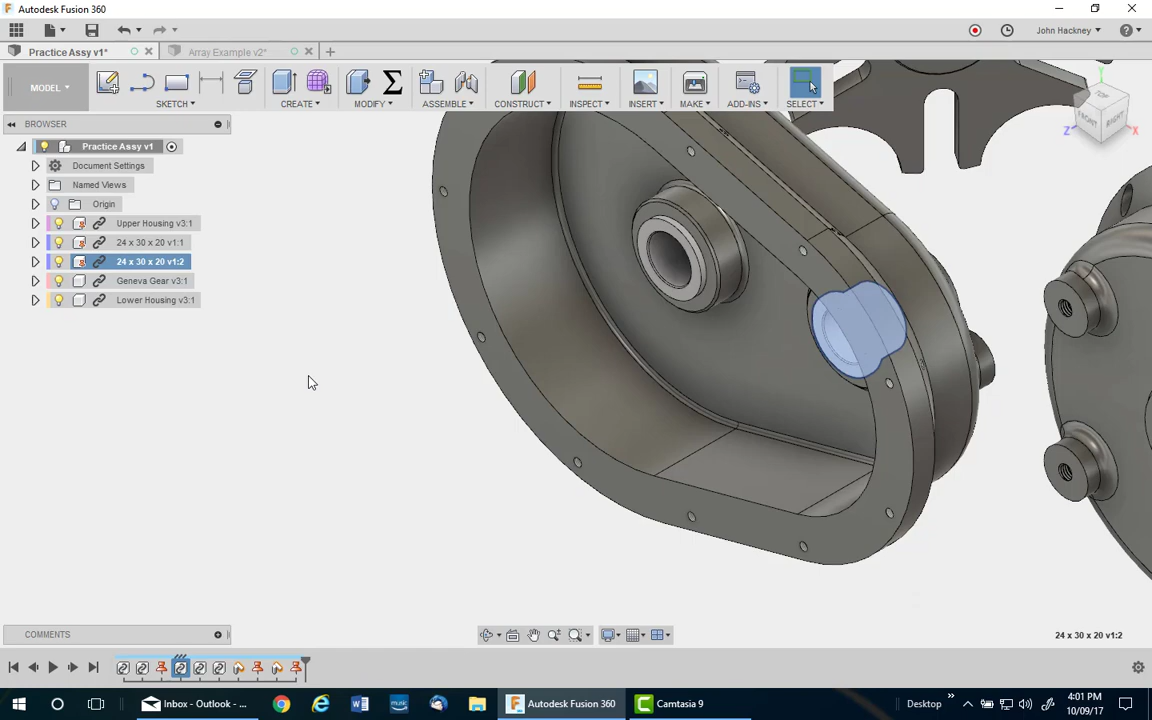 Autodesk Fusion 360
John Hackney
Practice Assy v1*
Array Example v2*
MODEL
SKETCH
CREATE
MODIFY
ASSEMBLE
CONSTRUCT
INSPECT
INSERT
MAKE
ADD-INS
SELECT
BROWSER
TOP
FRONT
RIGHT
Y
Z
X
Practice Assy v1
Document Settings
Named Views
Origin
Upper Housing v3:1
24 x 30 x 20 v1:1
24 x 30 x 20 v1:2
Geneva Gear v3:1
Lower Housing v3:1
COMMENTS
24 x 30 x 20 v1:2
Inbox - Outlook - ...
Autodesk Fusion 360
Camtasia 9
Desktop
4:01 PM
10/09/17